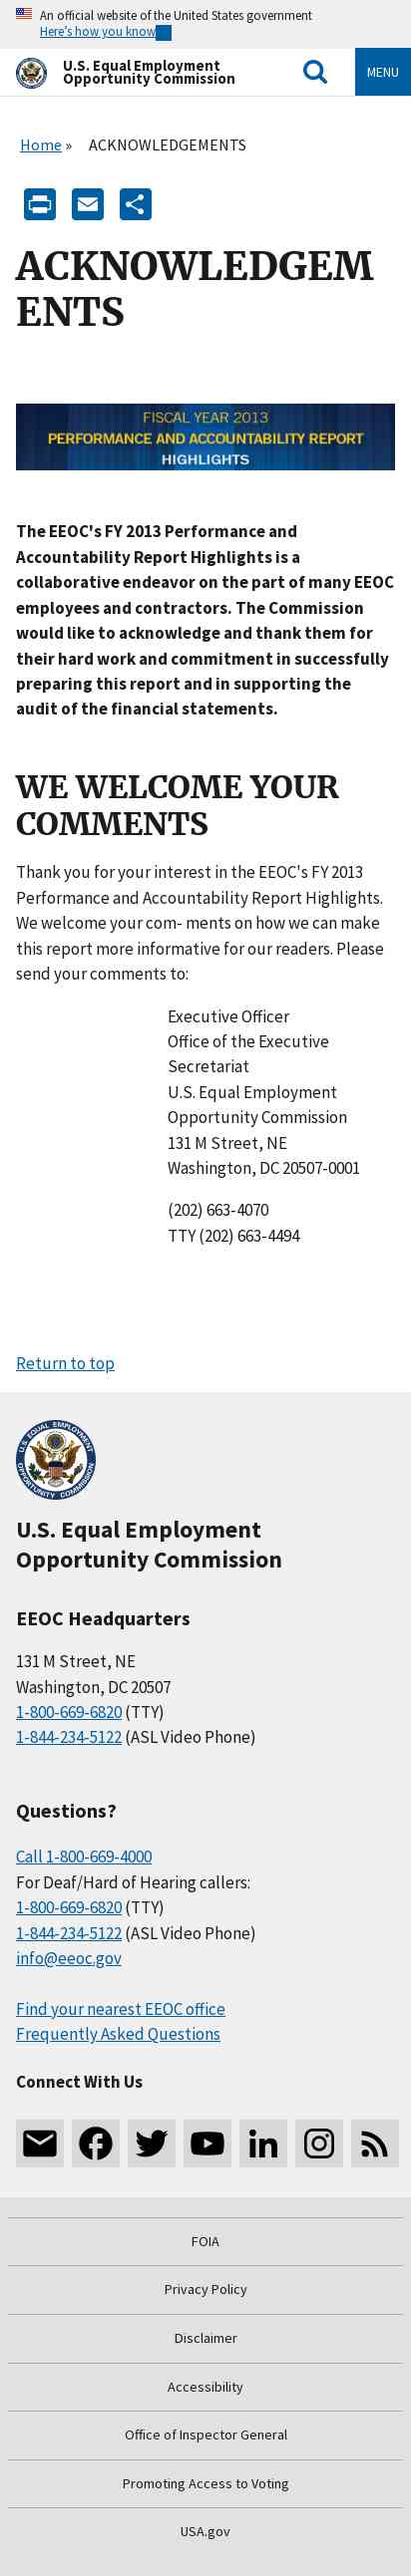 An official website of the United States government
Here's how you know
U.S. Equal Employment
Opportunity Commission
MENU
Home » ACKNOWLEDGEMENTS
ACKNOWLEDGEM
ENTS
FISCAL YEAR 2013
PERFORMANCE AND ACCOUNTABILITY REPORT
HIGHLIGHTS
The EEOC's FY 2013 Performance and
Accountability Report Highlights is a
collaborative endeavor on the part of many EEOC
employees and contractors. The Commission
would like to acknowledge and thank them for
their hard work and commitment in successfully
preparing this report and in supporting the
audit of the financial statements.
WE WELCOME YOUR
COMMENTS
Thank you for your interest in the EEOC's FY 2013
Performance and Accountability Report Highlights.
We welcome your com- ments on how we can make
this report more informative for our readers. Please
send your comments to:
Executive Officer
Office of the Executive
Secretariat
U.S. Equal Employment
Opportunity Commission
131 M Street, NE
Washington, DC 20507-0001
(202) 663-4070
TTY (202) 663-4494
Return to top
U.S. EQUAL EMPLOYMENT OPPORTUNITY COMMISSION
U.S. Equal Employment
Opportunity Commission
EEOC Headquarters
131 M Street, NE
Washington, DC 20507
1-800-669-6820 (TTY)
1-844-234-5122 (ASL Video Phone)
Questions?
Call 1-800-669-4000
For Deaf/Hard of Hearing callers:
1-800-669-6820 (TTY)
1-844-234-5122 (ASL Video Phone)
info@eeoc.gov
Find your nearest EEOC office
Frequently Asked Questions
Connect With Us
FOIA
Privacy Policy
Disclaimer
Accessibility
Office of Inspector General
Promoting Access to Voting
USA.gov